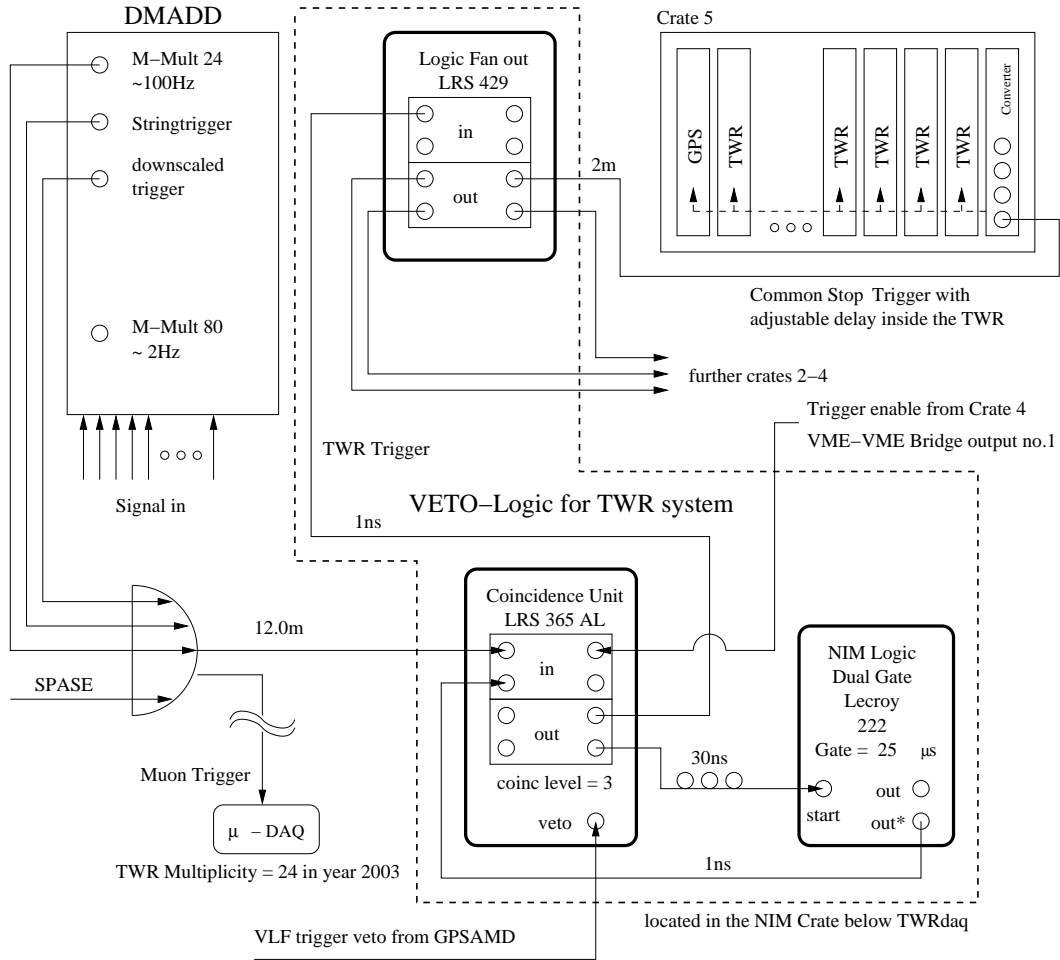 DMADD
M−Mult 24
~100Hz
Stringtrigger
downscaled
trigger
M−Mult 80
~ 2Hz
Signal in
Logic Fan out
LRS 429
in
out
2m
Crate 5
GPS
TWR
TWR
TWR
TWR
TWR
Converter
Common Stop Trigger with
adjustable delay inside the TWR
further crates 2−4
Trigger enable from Crate 4
VME−VME Bridge output no.1
TWR Trigger
VETO−Logic for TWR system
1ns
12.0m
SPASE
Muon Trigger
μ − DAQ
TWR Multiplicity = 24 in year 2003
Coincidence Unit
LRS 365 AL
in
out
coinc level = 3
veto
30ns
NIM Logic
Dual Gate
Lecroy
222
Gate = 25 μs
out
start
out*
1ns
located in the NIM Crate below TWRdaq
VLF trigger veto from GPSAMD